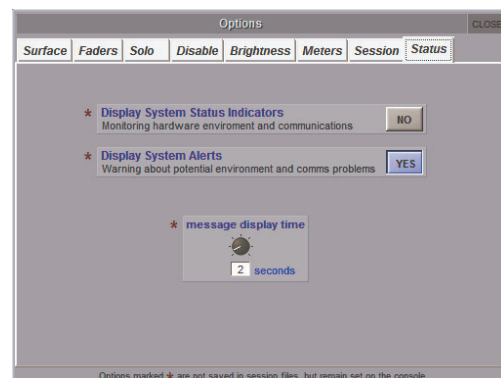 Options
CLOSE
Surface Faders Solo Disable Brightness Meters Session Status
* Display System Status Indicators
Monitoring hardware enviroment and communications
NO
* Display System Alerts
Warning about potential environment and comms problems
YES
* message display time
2 seconds
Options marked * are not saved in session files, but remain set on the console